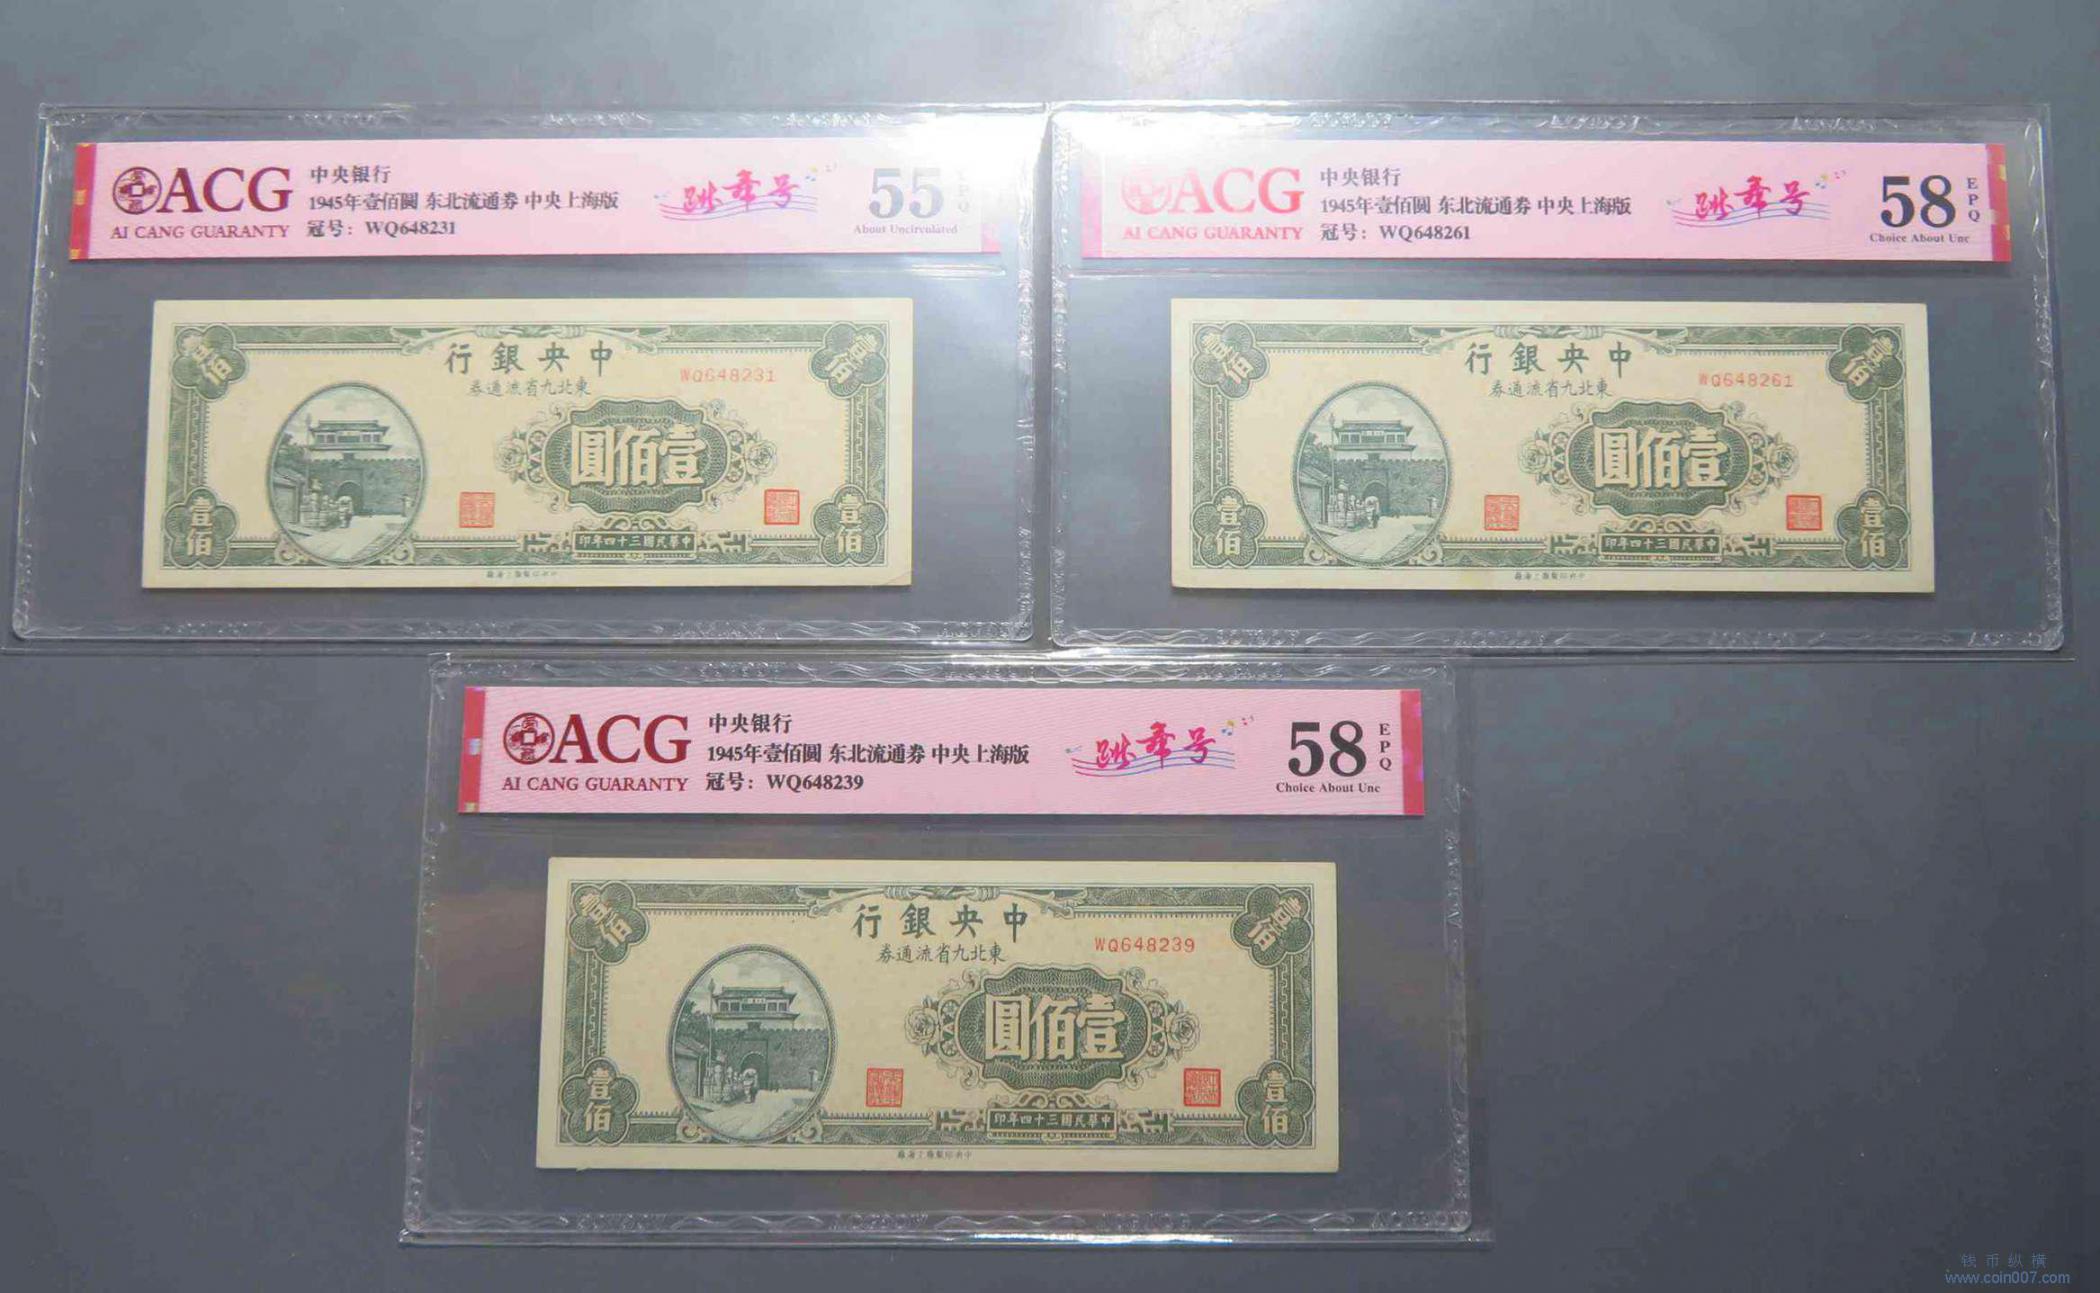 ACG
AI CANG GUARANTY
中央银行
1945年壹佰圆 东北流通券 中央上海版
冠号：WQ648231
跳舞号
55
About Uncirculated
EPQ
壹佰
壹佰
行銀央中
券通流省九北東
WQ648231
圓佰壹
壹佰
壹佰
印年四十三國民華中
ACG
AI CANG GUARANTY
中央银行
1945年壹佰圆 东北流通券 中央上海版
冠号：WQ648261
跳舞号
58
Choice About Unc
EPQ
壹佰
壹佰
行銀央中
券通流省九北東
WQ648261
圓佰壹
壹佰
壹佰
印年四十三國民華中
ACG
AI CANG GUARANTY
中央银行
1945年壹佰圆 东北流通券 中央上海版
冠号：WQ648239
跳舞号
58
Choice About Unc
EPQ
壹佰
壹佰
行銀央中
券通流省九北東
WQ648239
圓佰壹
壹佰
壹佰
印年四十三國民華中
钱币纵横
www.coin007.com